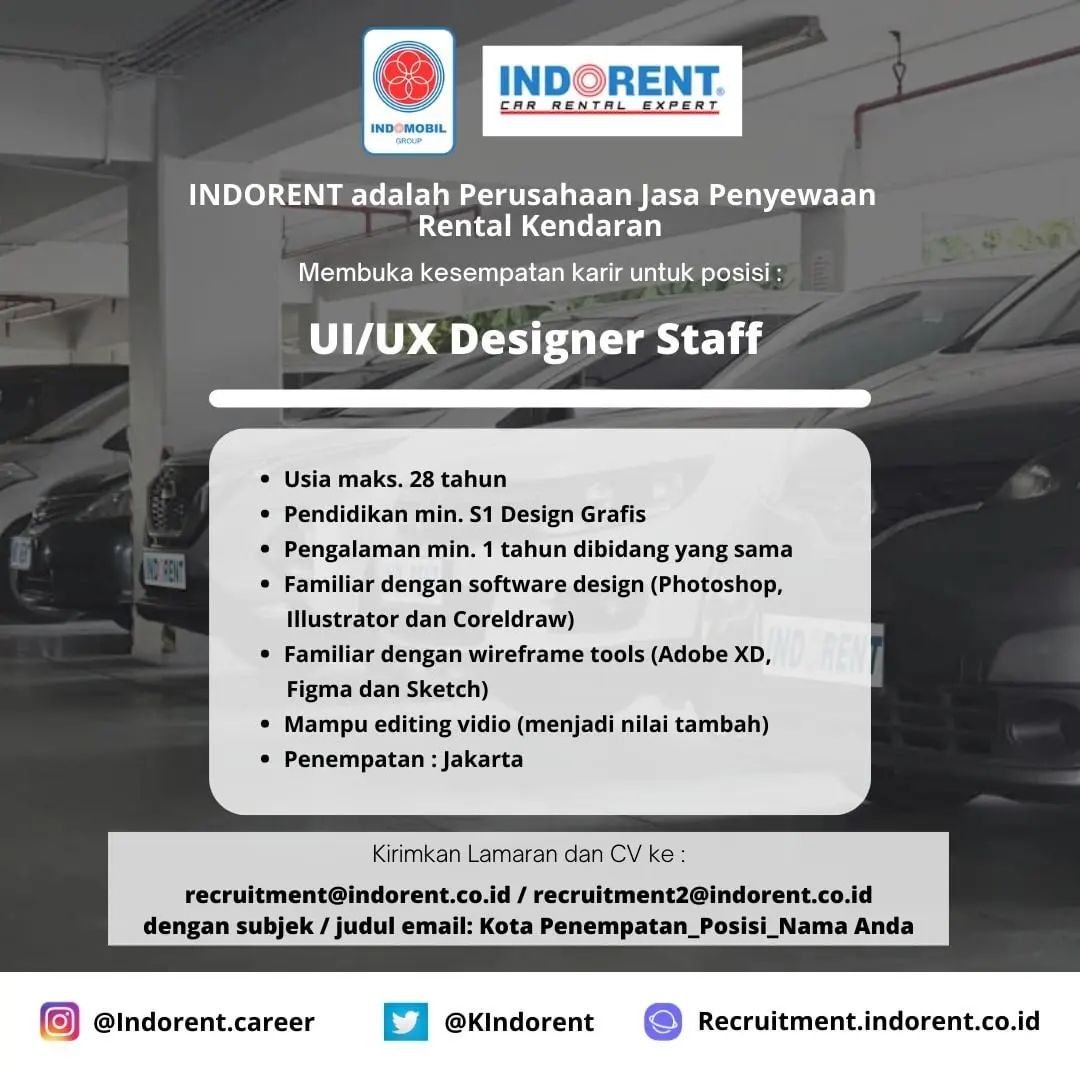 INDOMOBIL
GROUP
INDORENT®
CAR RENTAL EXPERT
INDORENT adalah Perusahaan Jasa Penyewaan
Rental Kendaran
Membuka kesempatan karir untuk posisi :
UI/UX Designer Staff
• Usia maks. 28 tahun
• Pendidikan min. S1 Design Grafis
• Pengalaman min. 1 tahun dibidang yang sama
• Familiar dengan software design (Photoshop,
Illustrator dan Coreldraw)
• Familiar dengan wireframe tools (Adobe XD,
Figma dan Sketch)
• Mampu editing vidio (menjadi nilai tambah)
• Penempatan : Jakarta
INDORENT
INDORENT
Kirimkan Lamaran dan CV ke :
recruitment@indorent.co.id / recruitment2@indorent.co.id
dengan subjek / judul email: Kota Penempatan_Posisi_Nama Anda
@Indorent.career
@KIndorent
Recruitment.indorent.co.id